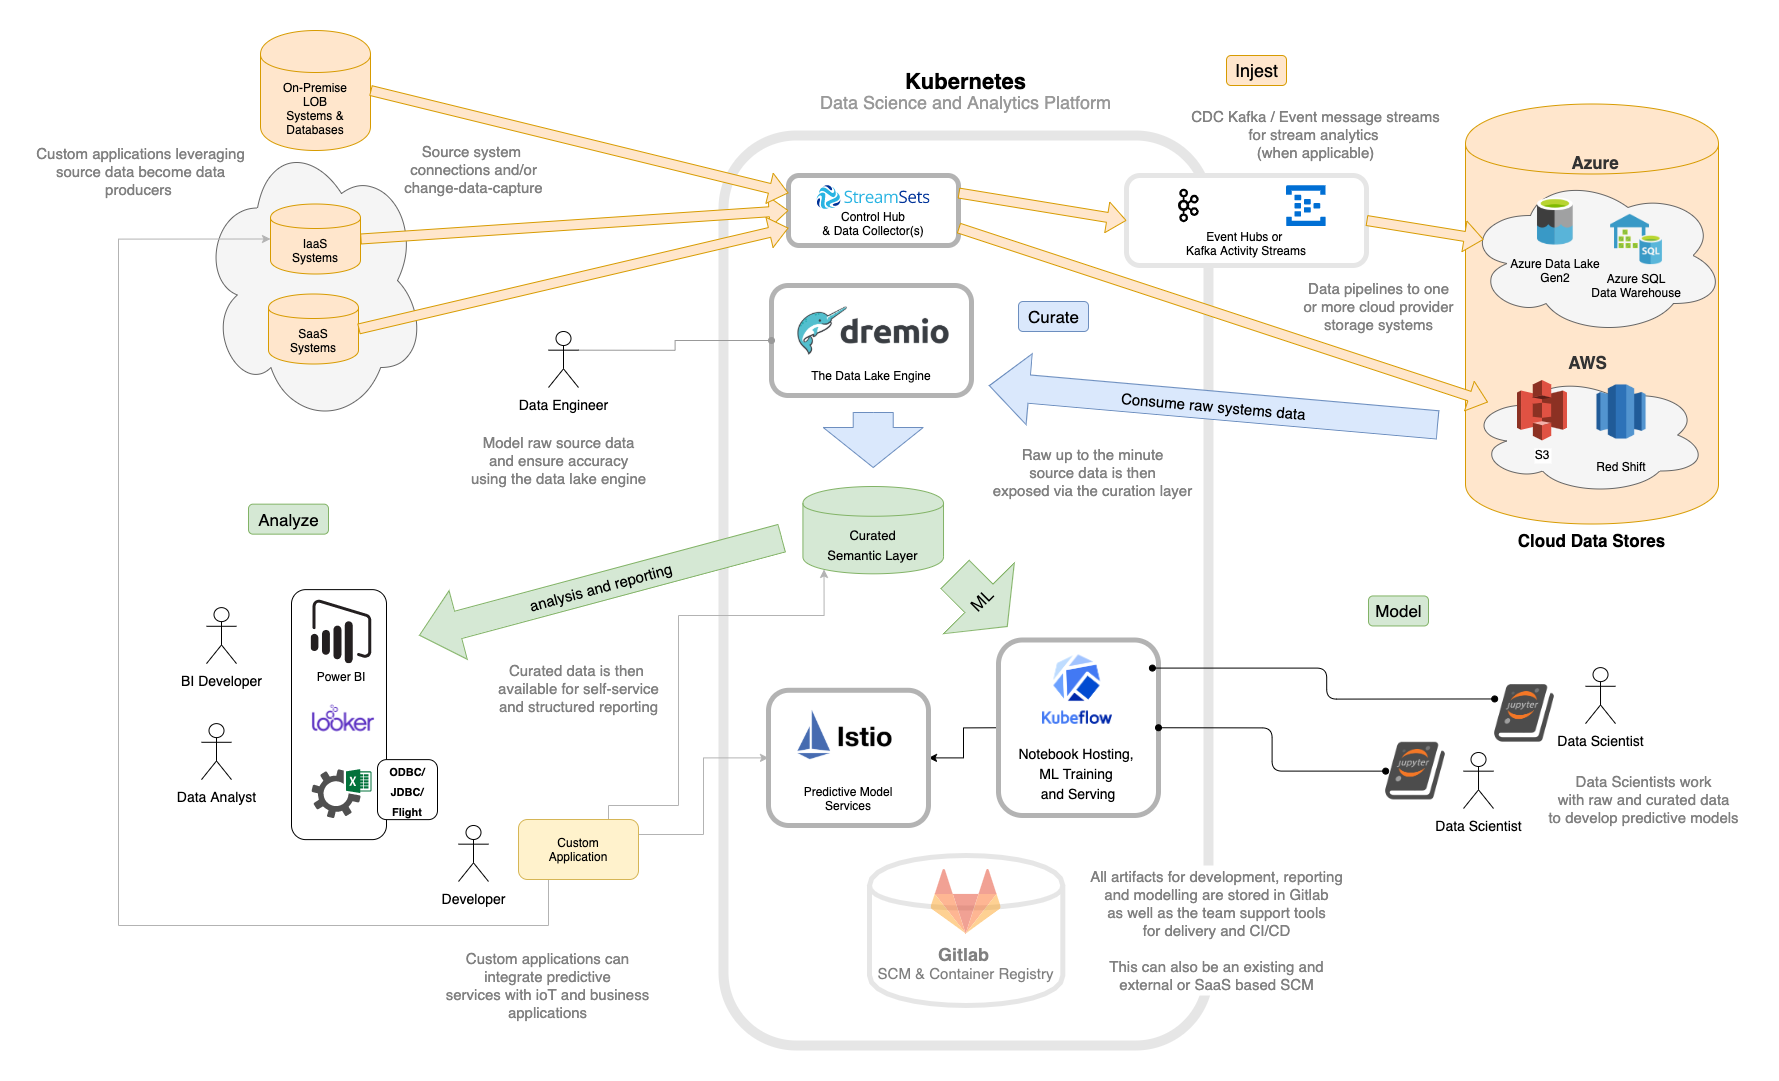 Kubernetes
Data Science and Analytics Platform
Injest
CDC Kafka / Event message streams
for stream analytics
(when applicable)
On-Premise
LOB
Systems &
Databases
Custom applications leveraging
source data become data
producers
Source system
connections and/or
change-data-capture
IaaS
Systems
SaaS
Systems
StreamSets
Control Hub
& Data Collector(s)
Event Hubs or
Kafka Activity Streams
Azure
Azure Data Lake
Gen2
SQL
Azure SQL
Data Warehouse
Data pipelines to one
or more cloud provider
storage systems
AWS
S3
Red Shift
Cloud Data Stores
Curate
dremio
The Data Lake Engine
Consume raw systems data
Raw up to the minute
source data is then
exposed via the curation layer
Data Engineer
Model raw source data
and ensure accuracy
using the data lake engine
Analyze
Curated
Semantic Layer
analysis and reporting
ML
Model
BI Developer
Data Analyst
Power BI
looker
X
ODBC/
JDBC/
Flight
Curated data is then
available for self-service
and structured reporting
Istio
Predictive Model
Services
Kubeflow
Notebook Hosting,
ML Training
and Serving
jupyter
Data Scientist
jupyter
Data Scientist
Data Scientists work
with raw and curated data
to develop predictive models
Developer
Custom
Application
Custom applications can
integrate predictive
services with ioT and business
applications
Gitlab
SCM & Container Registry
All artifacts for development, reporting
and modelling are stored in Gitlab
as well as the team support tools
for delivery and CI/CD
This can also be an existing and
external or SaaS based SCM